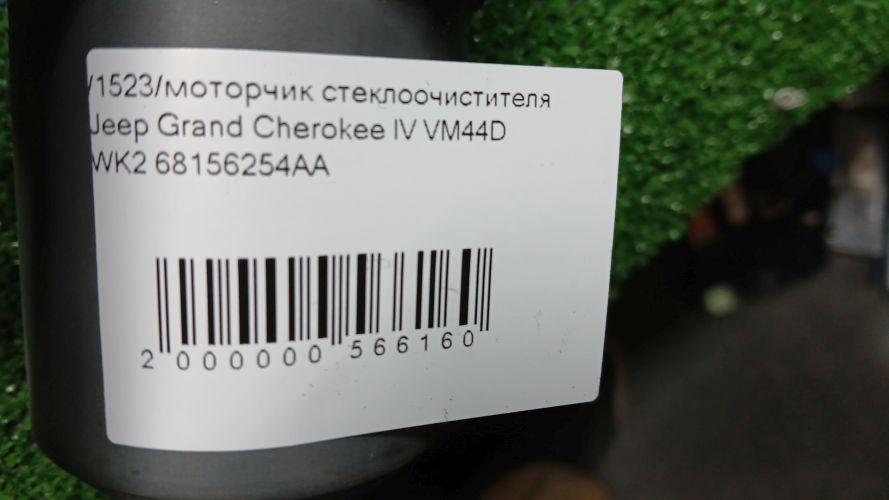 /1523/моторчик стеклоочистителя
Jeep Grand Cherokee IV VM44D
WK2 68156254AA
2 000000 566160